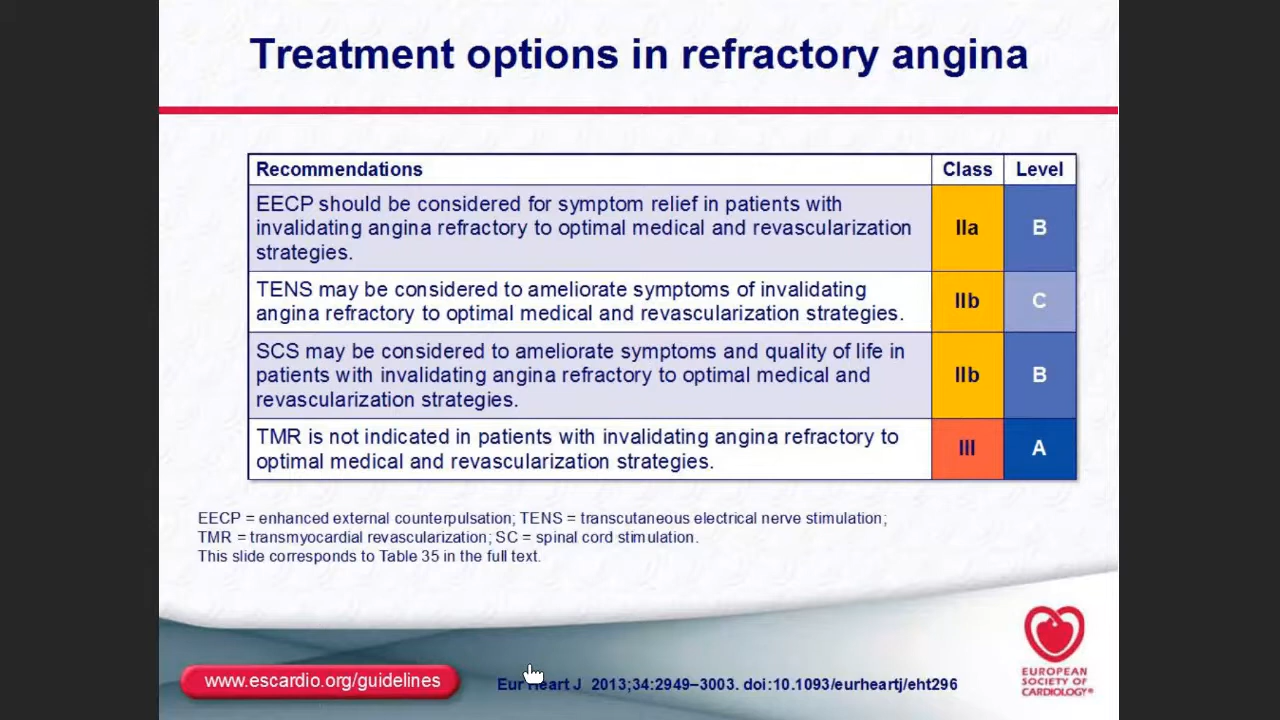 Treatment options in refractory angina
Recommendations Class Level
EECP should be considered for symptom relief in patients with
invalidating angina refractory to optimal medical and revascularization
strategies.
IIa B
TENS may be considered to ameliorate symptoms of invalidating
angina refractory to optimal medical and revascularization strategies.
IIb C
SCS may be considered to ameliorate symptoms and quality of life in
patients with invalidating angina refractory to optimal medical and
revascularization strategies.
IIb B
TMR is not indicated in patients with invalidating angina refractory to
optimal medical and revascularization strategies.
III A
EECP = enhanced external counterpulsation; TENS = transcutaneous electrical nerve stimulation;
TMR = transmyocardial revascularization; SC = spinal cord stimulation.
This slide corresponds to Table 35 in the full text.
www.escardio.org/guidelines
Eur Heart J 2013;34:2949–3003. doi:10.1093/eurheartj/eht296
EUROPEAN
SOCIETY OF
CARDIOLOGY®